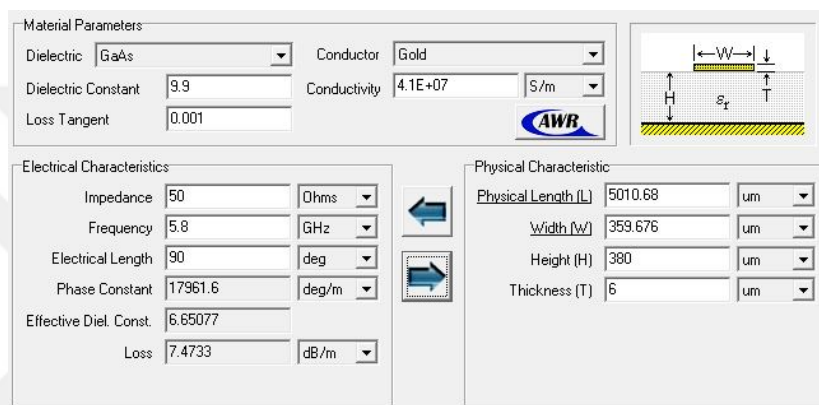 Material Parameters
Dielectric GaAs Conductor Gold
Dielectric Constant 9.9 Conductivity 4.1E+07 S/m
Loss Tangent 0.001 AWR
W
H εr T
Electrical Characteristics
Impedance 50 Ohms
Frequency 5.8 GHz
Electrical Length 90 deg
Phase Constant 17961.6 deg/m
Effective Diel. Const. 6.65077
Loss 7.4733 dB/m
Physical Characteristic
Physical Length (L) 5010.68 um
Width (W) 359.676 um
Height (H) 380 um
Thickness (T) 6 um